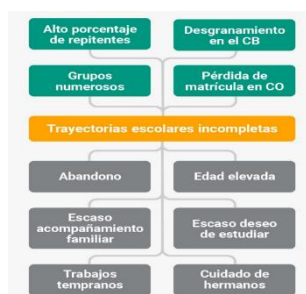 Alto porcentaje
de repitentes
Desgranamiento
en el CB
Grupos
numerosos
Pérdida de
matrícula en CO
Trayectorias escolares incompletas
Abandono
Edad elevada
Escaso
acompañamiento
familiar
Escaso deseo
de estudiar
Trabajos
tempranos
Cuidado de
hermanos